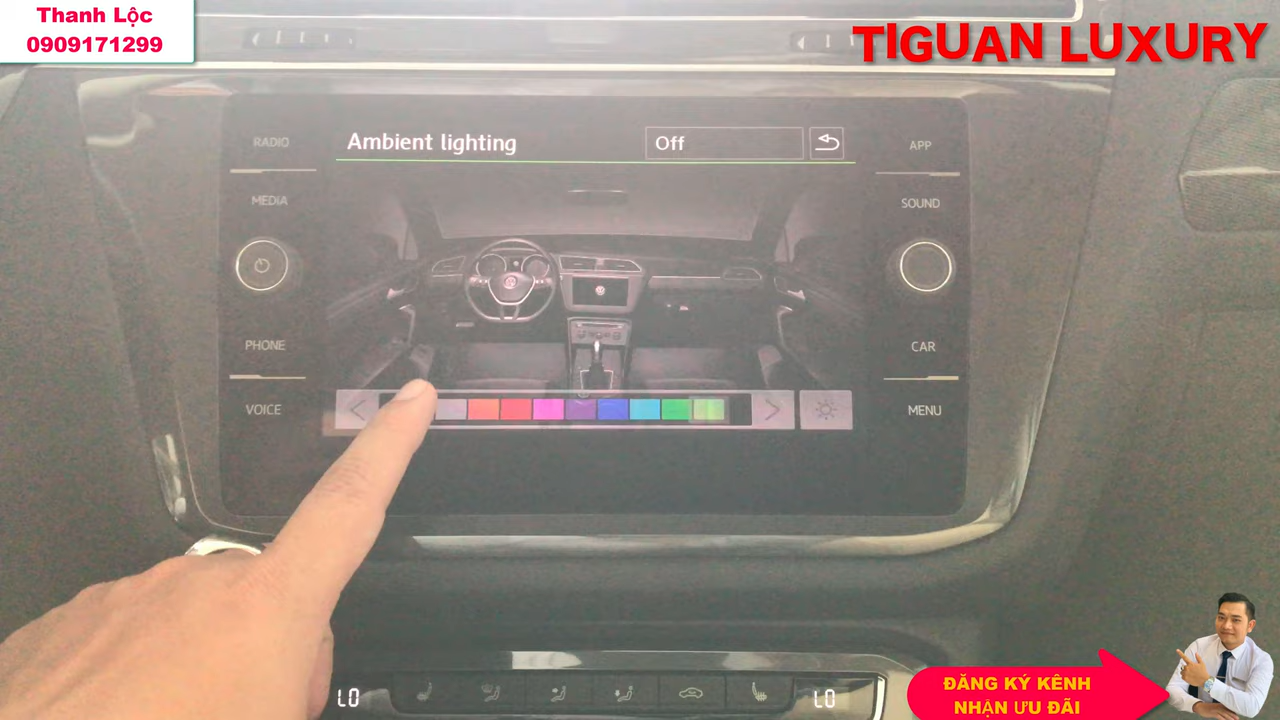 Thanh Lộc
0909171299
TIGUAN LUXURY
RADIO
Ambient lighting
Off
APP
MEDIA
SOUND
PHONE
CAR
VOICE
MENU
LO
LO
ĐĂNG KÝ KÊNH
NHẬN ƯU ĐÃI